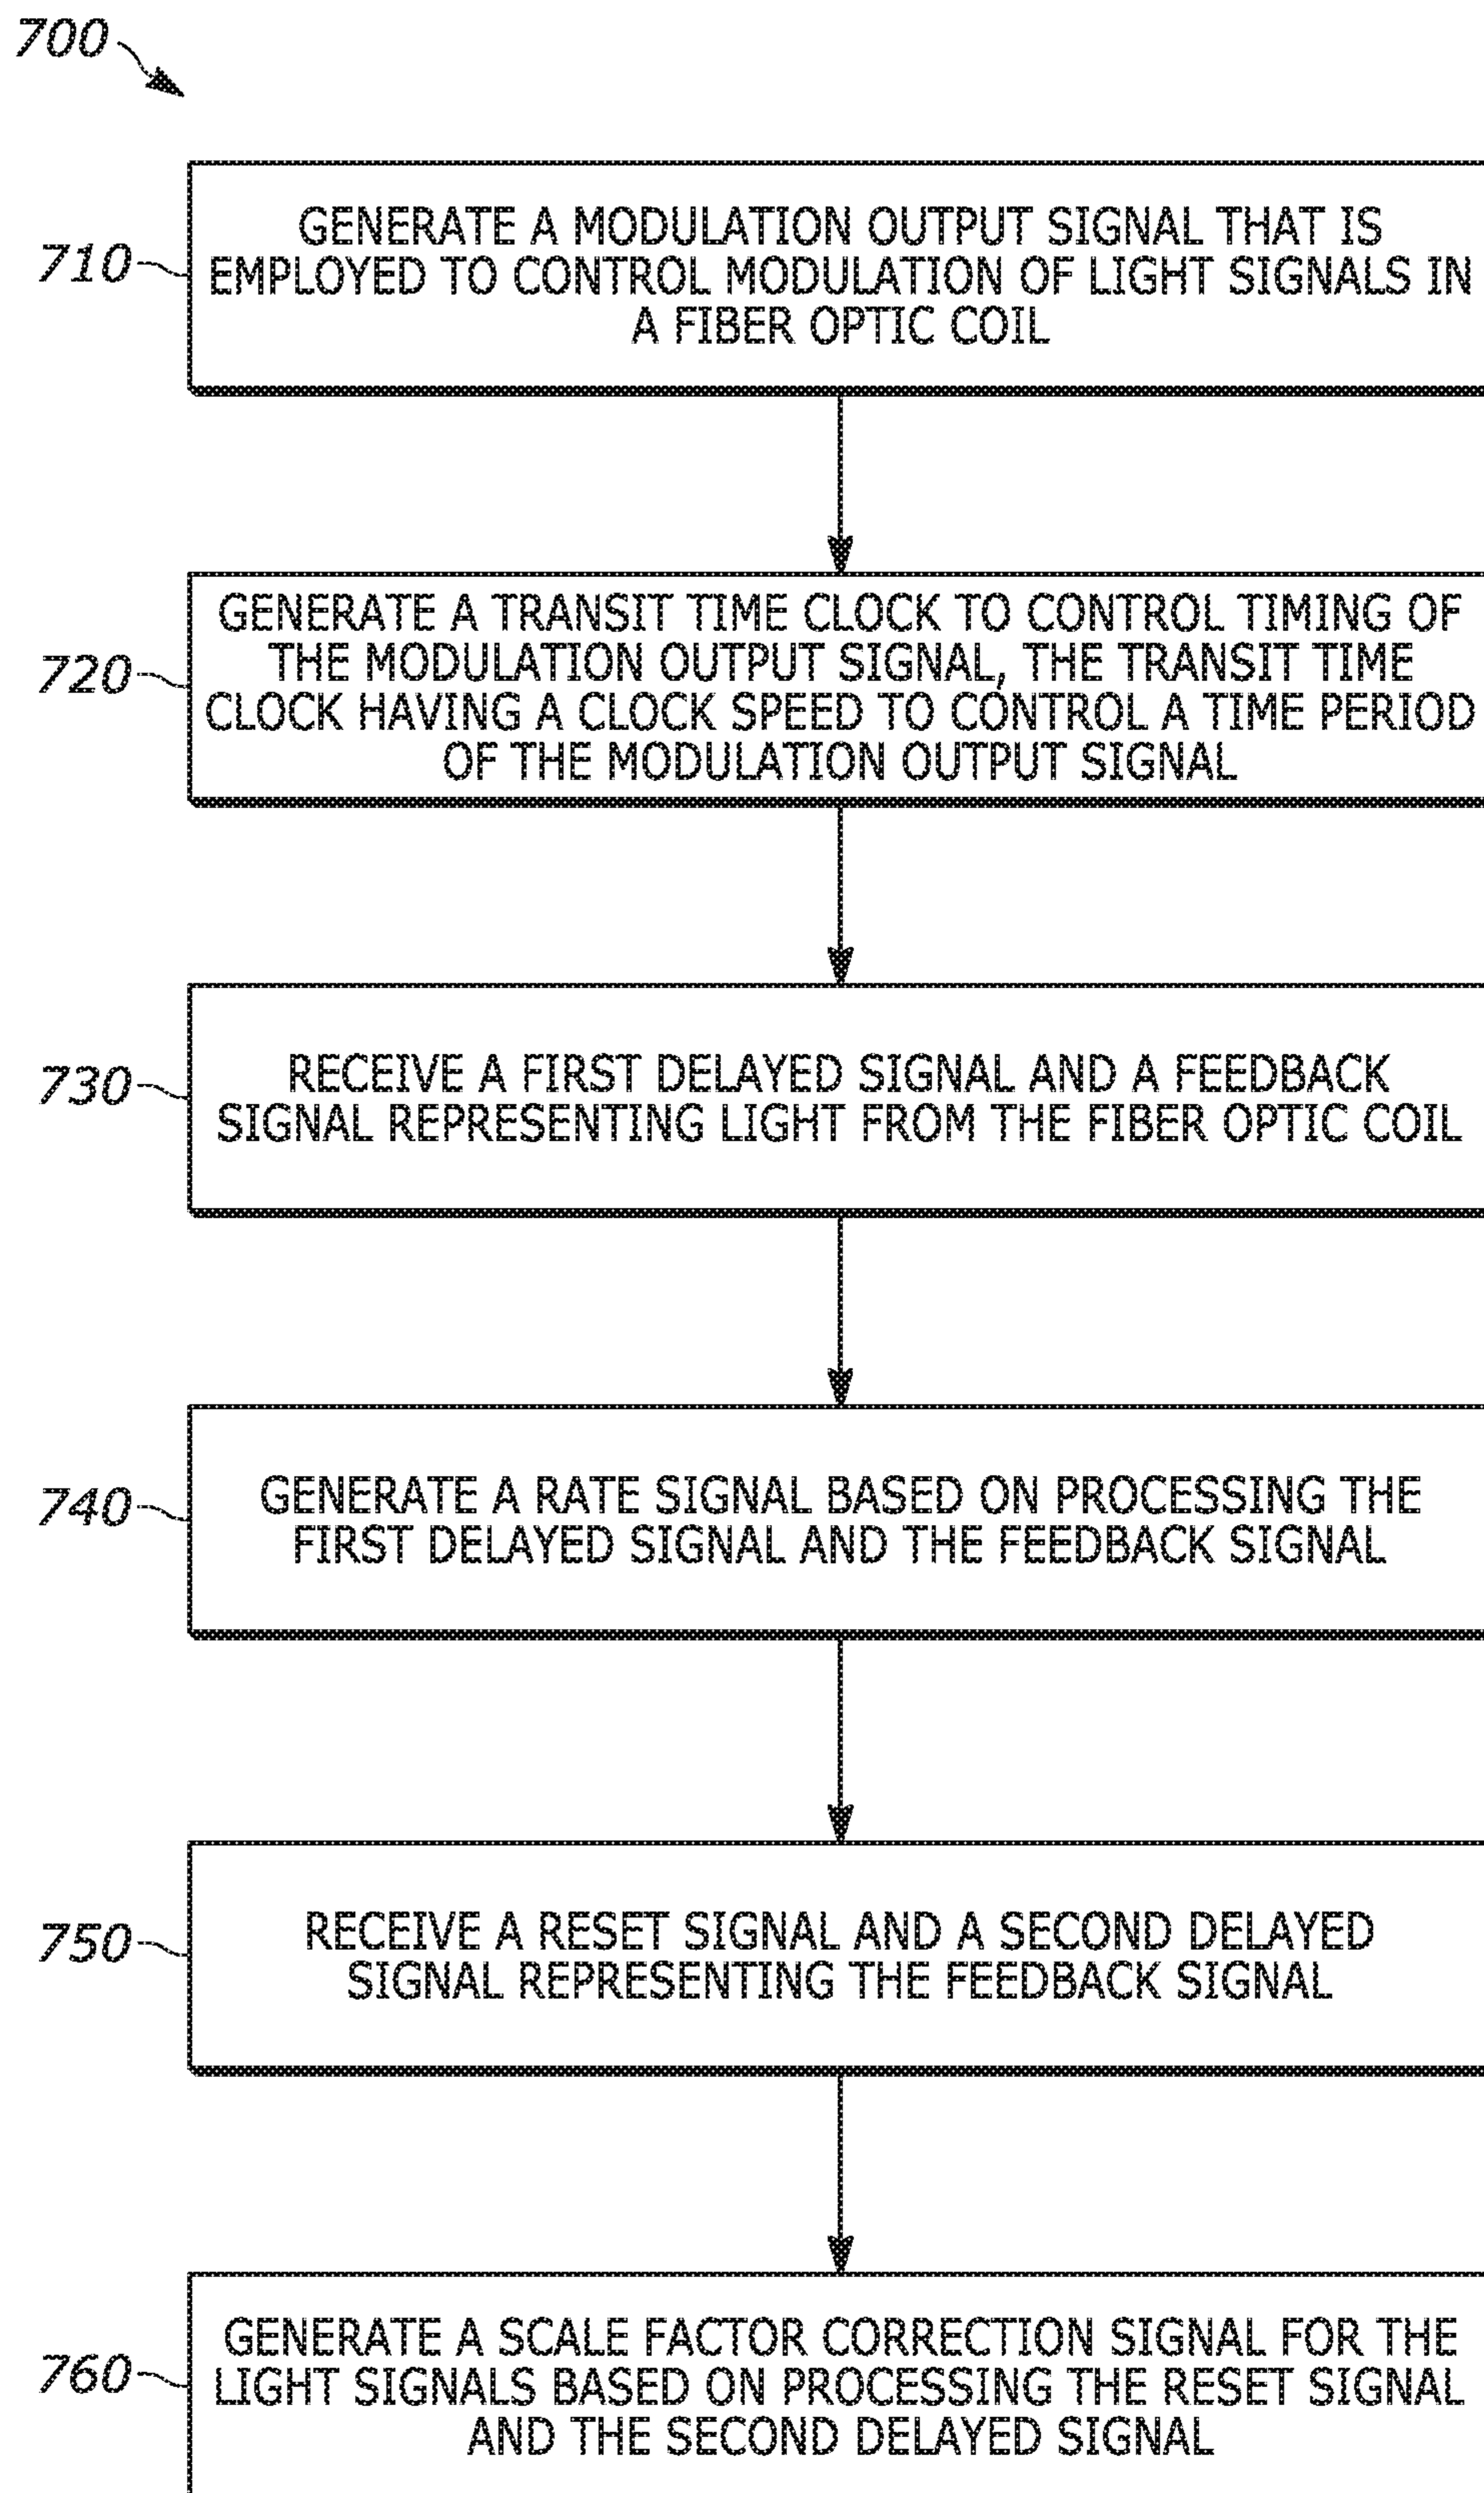 700
710
GENERATE A MODULATION OUTPUT SIGNAL THAT IS
EMPLOYED TO CONTROL MODULATION OF LIGHT SIGNALS IN
A FIBER OPTIC COIL
720
GENERATE A TRANSIT TIME CLOCK TO CONTROL TIMING OF
THE MODULATION OUTPUT SIGNAL, THE TRANSIT TIME
CLOCK HAVING A CLOCK SPEED TO CONTROL A TIME PERIOD
OF THE MODULATION OUTPUT SIGNAL
730
RECEIVE A FIRST DELAYED SIGNAL AND A FEEDBACK
SIGNAL REPRESENTING LIGHT FROM THE FIBER OPTIC COIL
740
GENERATE A RATE SIGNAL BASED ON PROCESSING THE
FIRST DELAYED SIGNAL AND THE FEEDBACK SIGNAL
750
RECEIVE A RESET SIGNAL AND A SECOND DELAYED
SIGNAL REPRESENTING THE FEEDBACK SIGNAL
760
GENERATE A SCALE FACTOR CORRECTION SIGNAL FOR THE
LIGHT SIGNALS BASED ON PROCESSING THE RESET SIGNAL
AND THE SECOND DELAYED SIGNAL